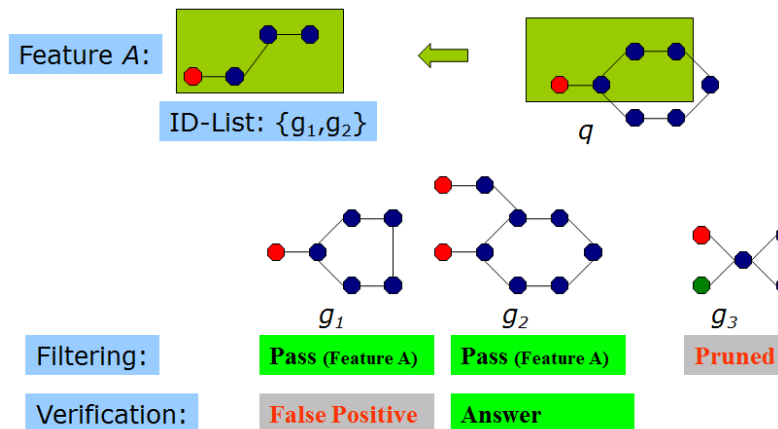 Feature A:
ID-List: {g₁,g₂}
q
g₁
g₂
g₃
Filtering:
Pass (Feature A)
Pass (Feature A)
Pruned
Verification:
False Positive
Answer